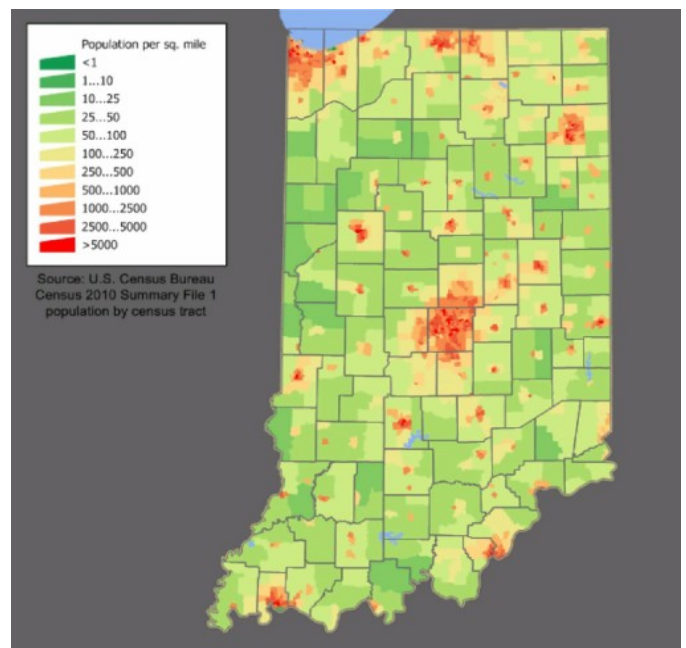 Population per sq. mile
<1
1...10
10...25
25...50
50...100
100...250
250...500
500...1000
1000...2500
2500...5000
>5000
Source: U.S. Census Bureau
Census 2010 Summary File 1
population by census tract